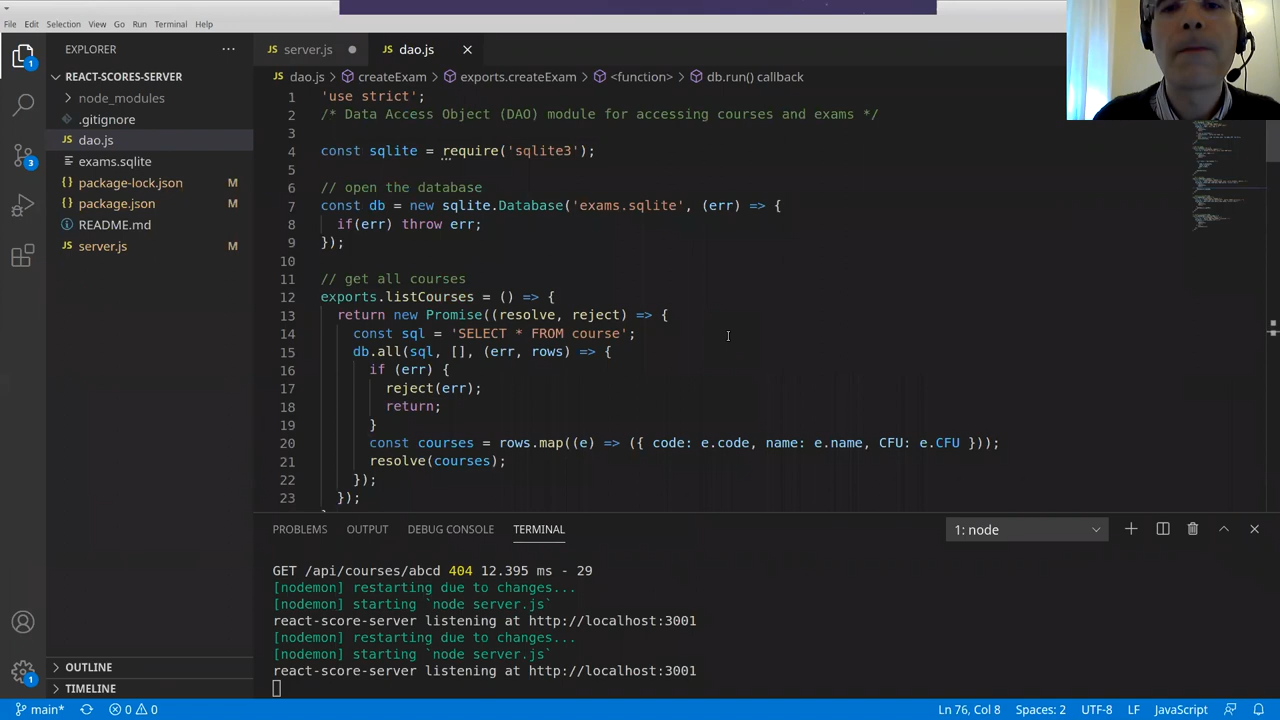 File Edit Selection View Go Run Terminal Help
EXPLORER
REACT-SCORES-SERVER
node_modules
.gitignore
JS dao.js
exams.sqlite
{} package-lock.json M
{} package.json M
README.md
JS server.js M
OUTLINE
TIMELINE
1
3
1
JS server.js
JS dao.js
JS dao.js > createExam > exports.createExam > <function> > db.run() callback
1 'use strict';
2 /* Data Access Object (DAO) module for accessing courses and exams */
3
4 const sqlite = require('sqlite3');
5
6 // open the database
7 const db = new sqlite.Database('exams.sqlite', (err) => {
8 if(err) throw err;
9 });
10
11 // get all courses
12 exports.listCourses = () => {
13 return new Promise((resolve, reject) => {
14 const sql = 'SELECT * FROM course';
15 db.all(sql, [], (err, rows) => {
16 if (err) {
17 reject(err);
18 return;
19 }
20 const courses = rows.map((e) => ({ code: e.code, name: e.name, CFU: e.CFU }));
21 resolve(courses);
22 });
23 });
PROBLEMS OUTPUT DEBUG CONSOLE TERMINAL
1: node
GET /api/courses/abcd 404 12.395 ms - 29
[nodemon] restarting due to changes...
[nodemon] starting `node server.js`
react-score-server listening at http://localhost:3001
[nodemon] restarting due to changes...
[nodemon] starting `node server.js`
react-score-server listening at http://localhost:3001
main* 0 0 Ln 76, Col 8 Spaces: 2 UTF-8 LF JavaScript